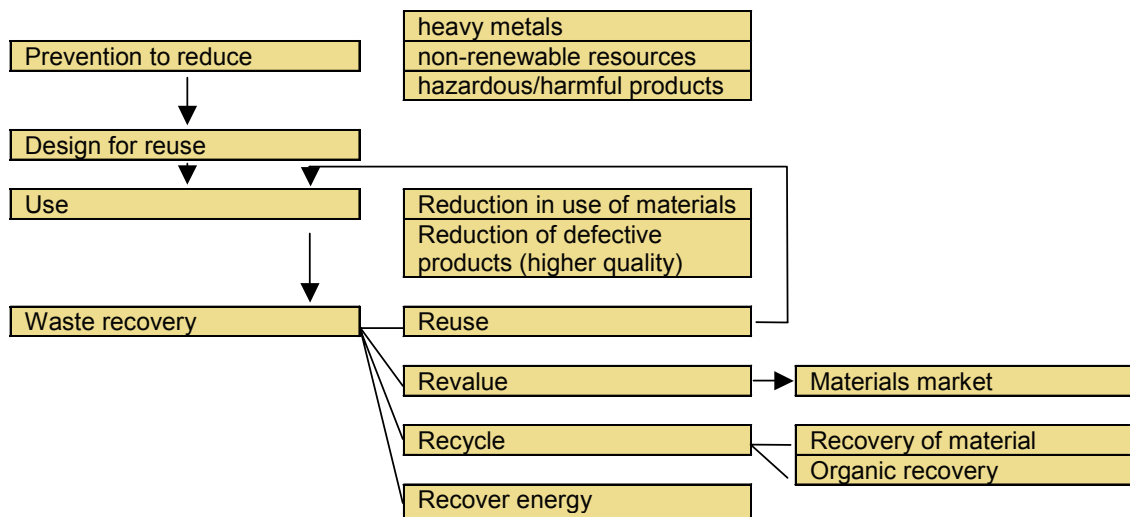 Prevention to reduce
heavy metals
non-renewable resources
hazardous/harmful products
Design for reuse
Use
Reduction in use of materials
Reduction of defective
products (higher quality)
Waste recovery
Reuse
Revalue
Materials market
Recycle
Recovery of material
Organic recovery
Recover energy